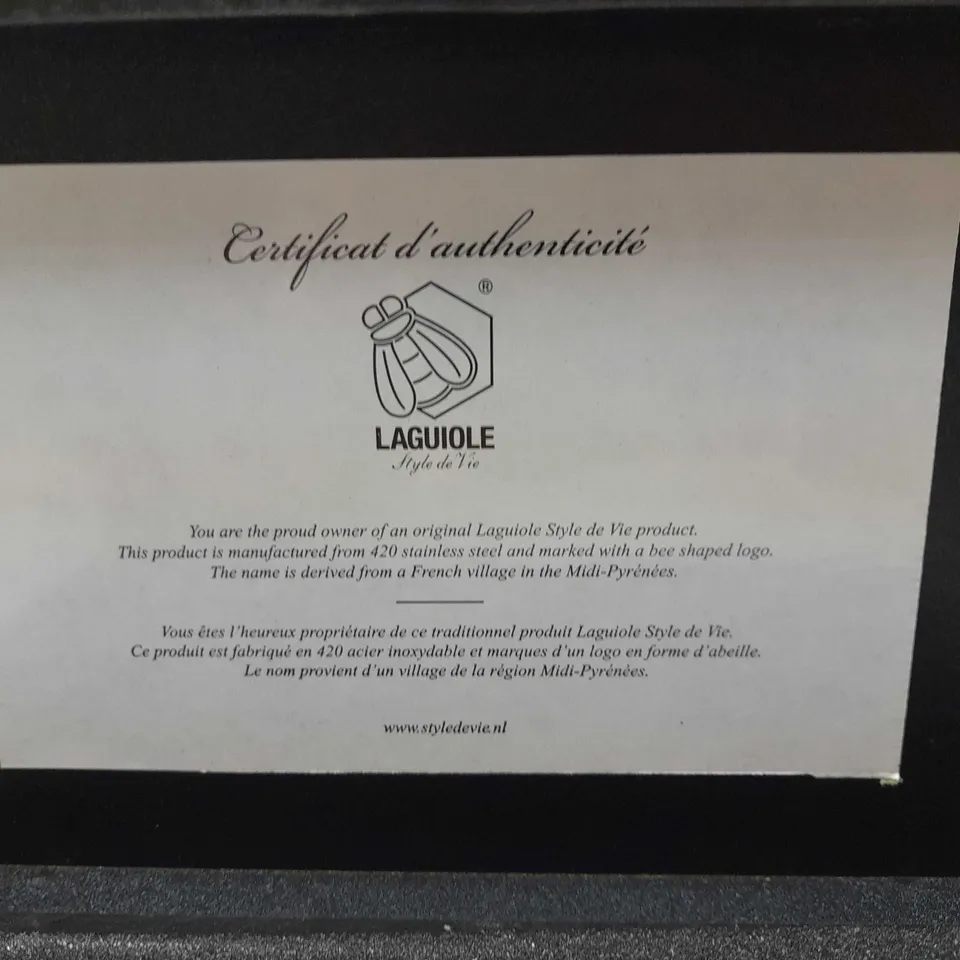 Certificat d'authenticité
®
LAGUIOLE
Style de Vie
You are the proud owner of an original Laguiole Style de Vie product.
This product is manufactured from 420 stainless steel and marked with a bee shaped logo.
The name is derived from a French village in the Midi-Pyrénées.
Vous êtes l'heureux propriétaire de ce traditionnel produit Laguiole Style de Vie.
Ce produit est fabriqué en 420 acier inoxydable et marques d'un logo en forme d'abeille.
Le nom provient d'un village de la région Midi-Pyrénées.
www.styledevie.nl